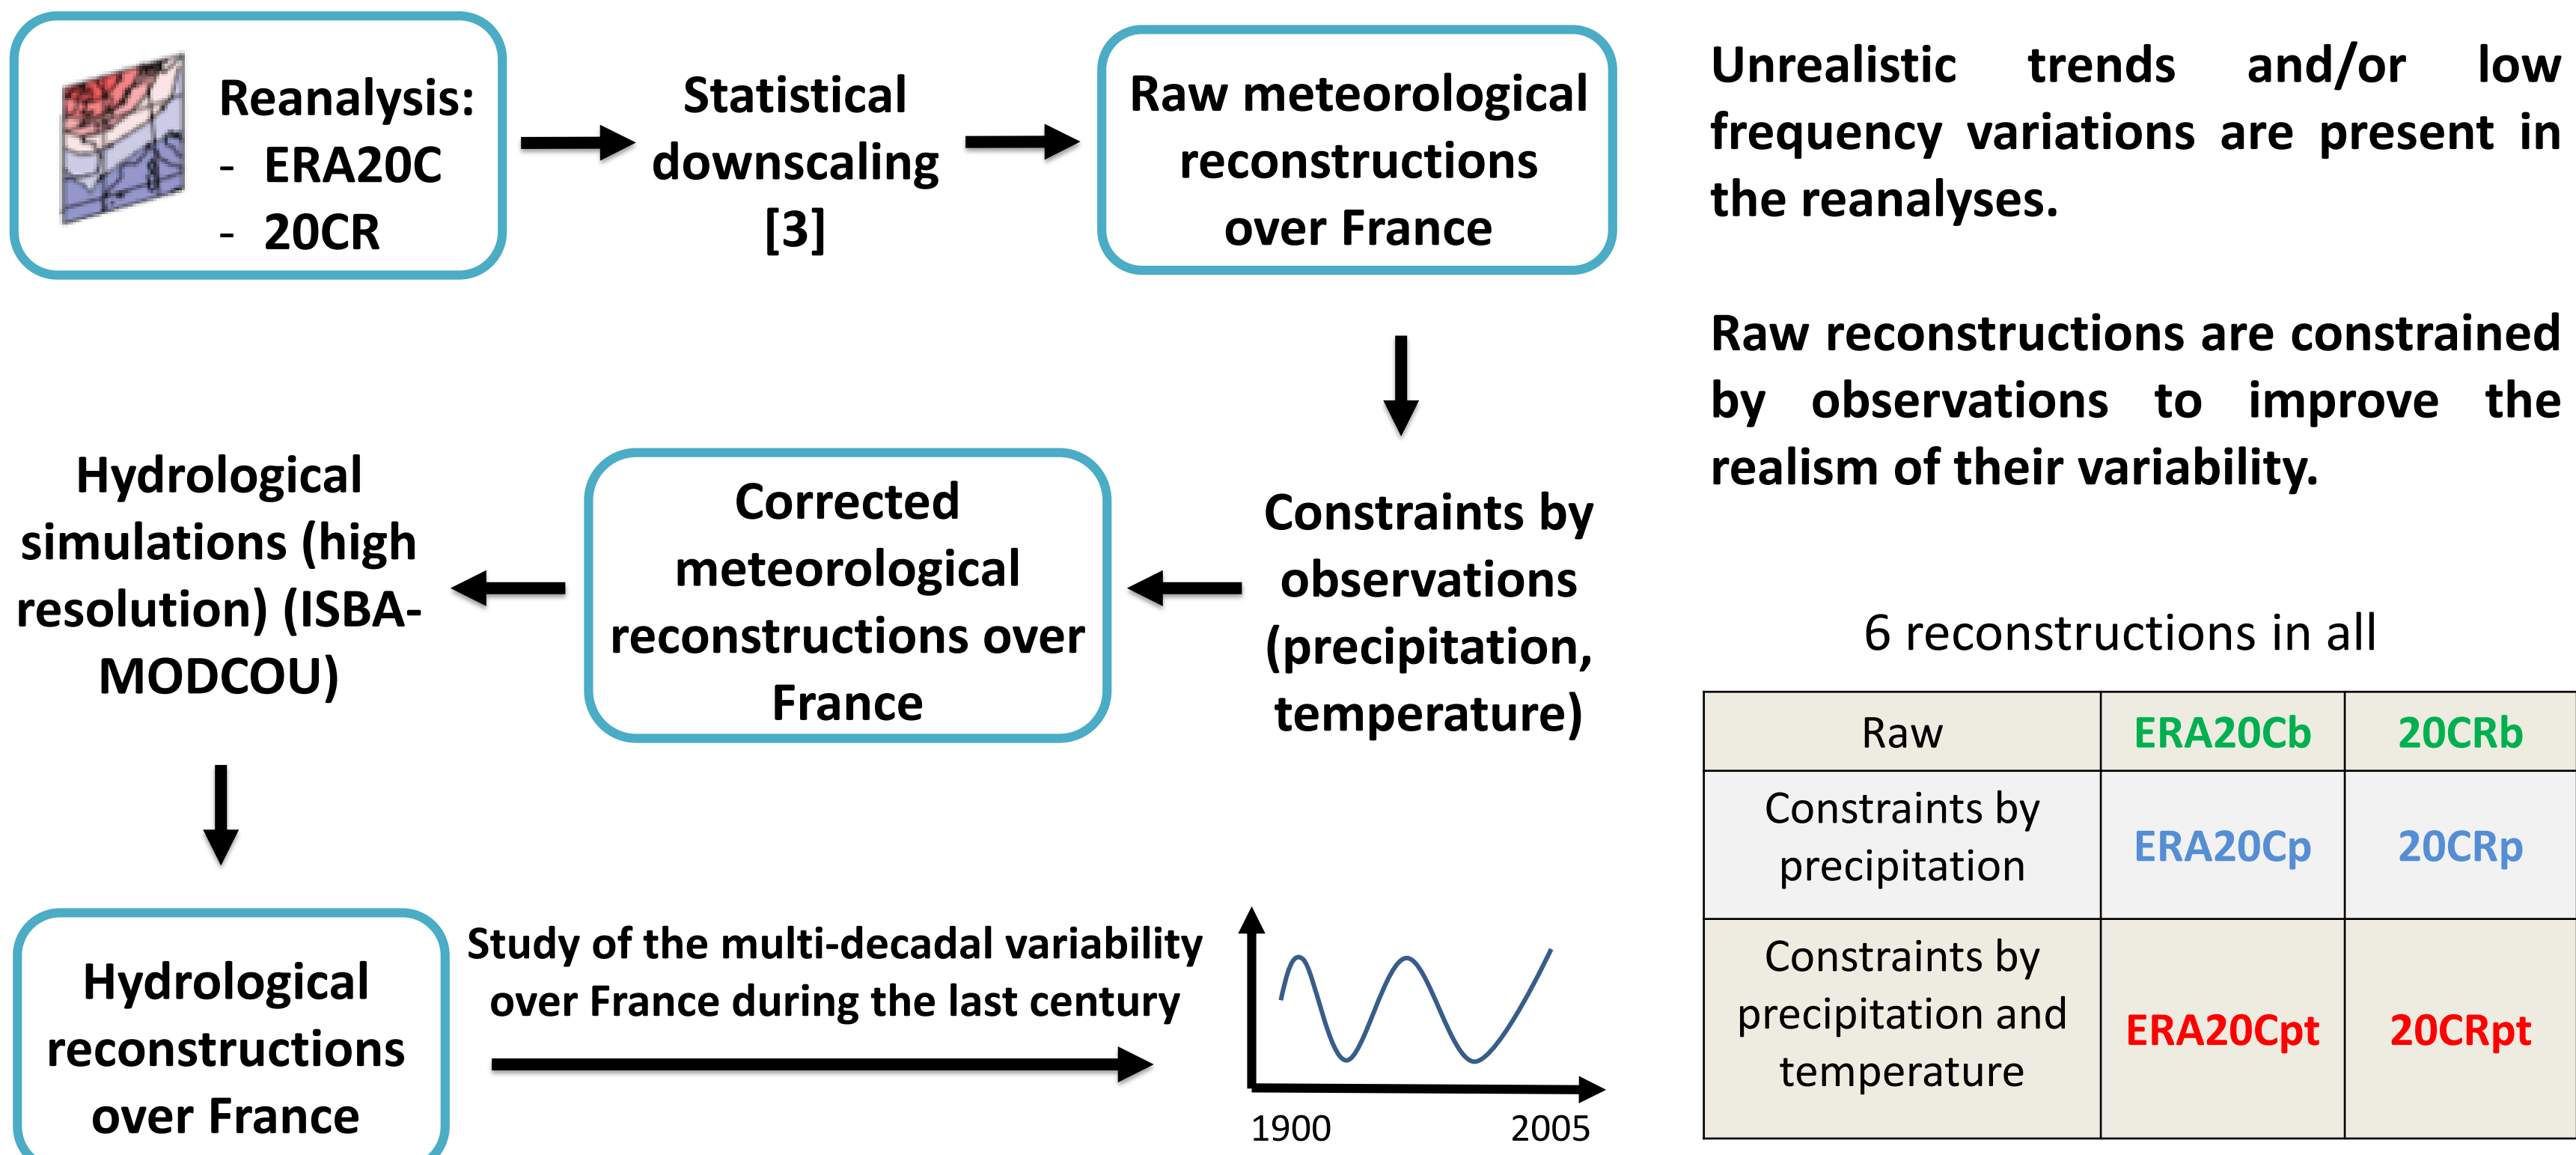 Reanalysis:
- ERA20C
- 20CR
Statistical
downscaling
[3]
Raw meteorological
reconstructions
over France
Constraints by
observations
(precipitation,
temperature)
Corrected
meteorological
reconstructions over
France
Hydrological
simulations (high
resolution) (ISBA-
MODCOU)
Hydrological
reconstructions
over France
Study of the multi-decadal variability
over France during the last century
1900 2005
Unrealistic trends and/or low
frequency variations are present in
the reanalyses.
Raw reconstructions are constrained
by observations to improve the
realism of their variability.
6 reconstructions in all
Raw ERA20Cb 20CRb
Constraints by
precipitation
ERA20Cp 20CRp
Constraints by
precipitation and
temperature
ERA20Cpt 20CRpt